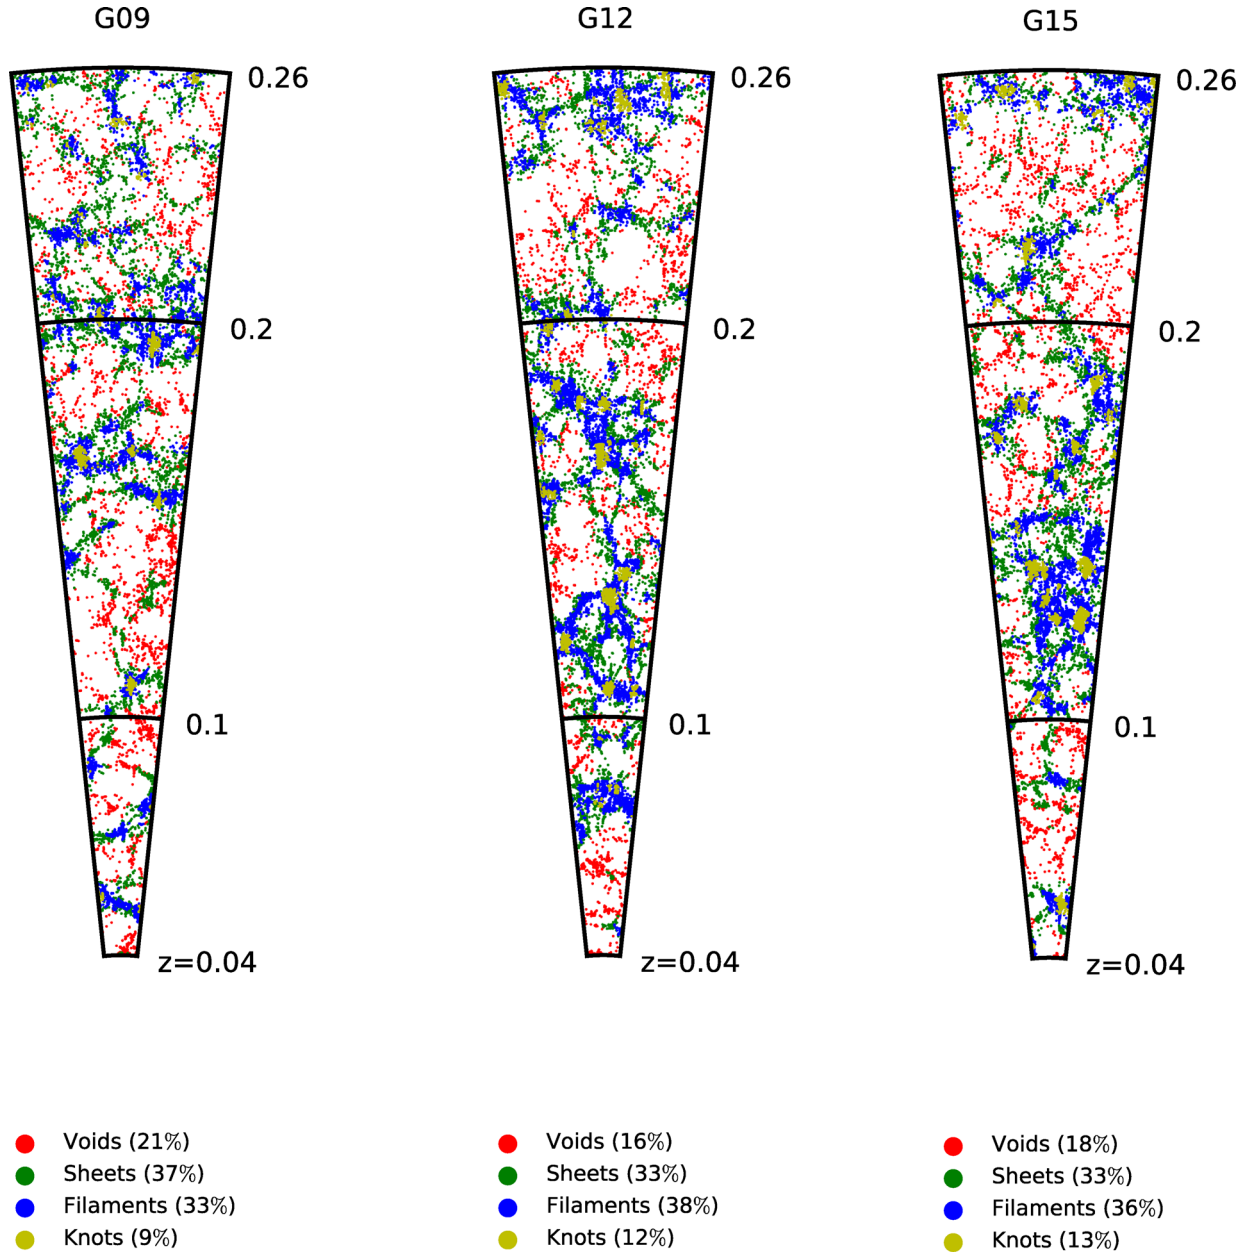 G09
G12
G15
0.26
0.26
0.26
0.2
0.2
0.2
0.1
0.1
0.1
z=0.04
z=0.04
z=0.04
Voids (21%)
Sheets (37%)
Filaments (33%)
Knots (9%)
Voids (16%)
Sheets (33%)
Filaments (38%)
Knots (12%)
Voids (18%)
Sheets (33%)
Filaments (36%)
Knots (13%)